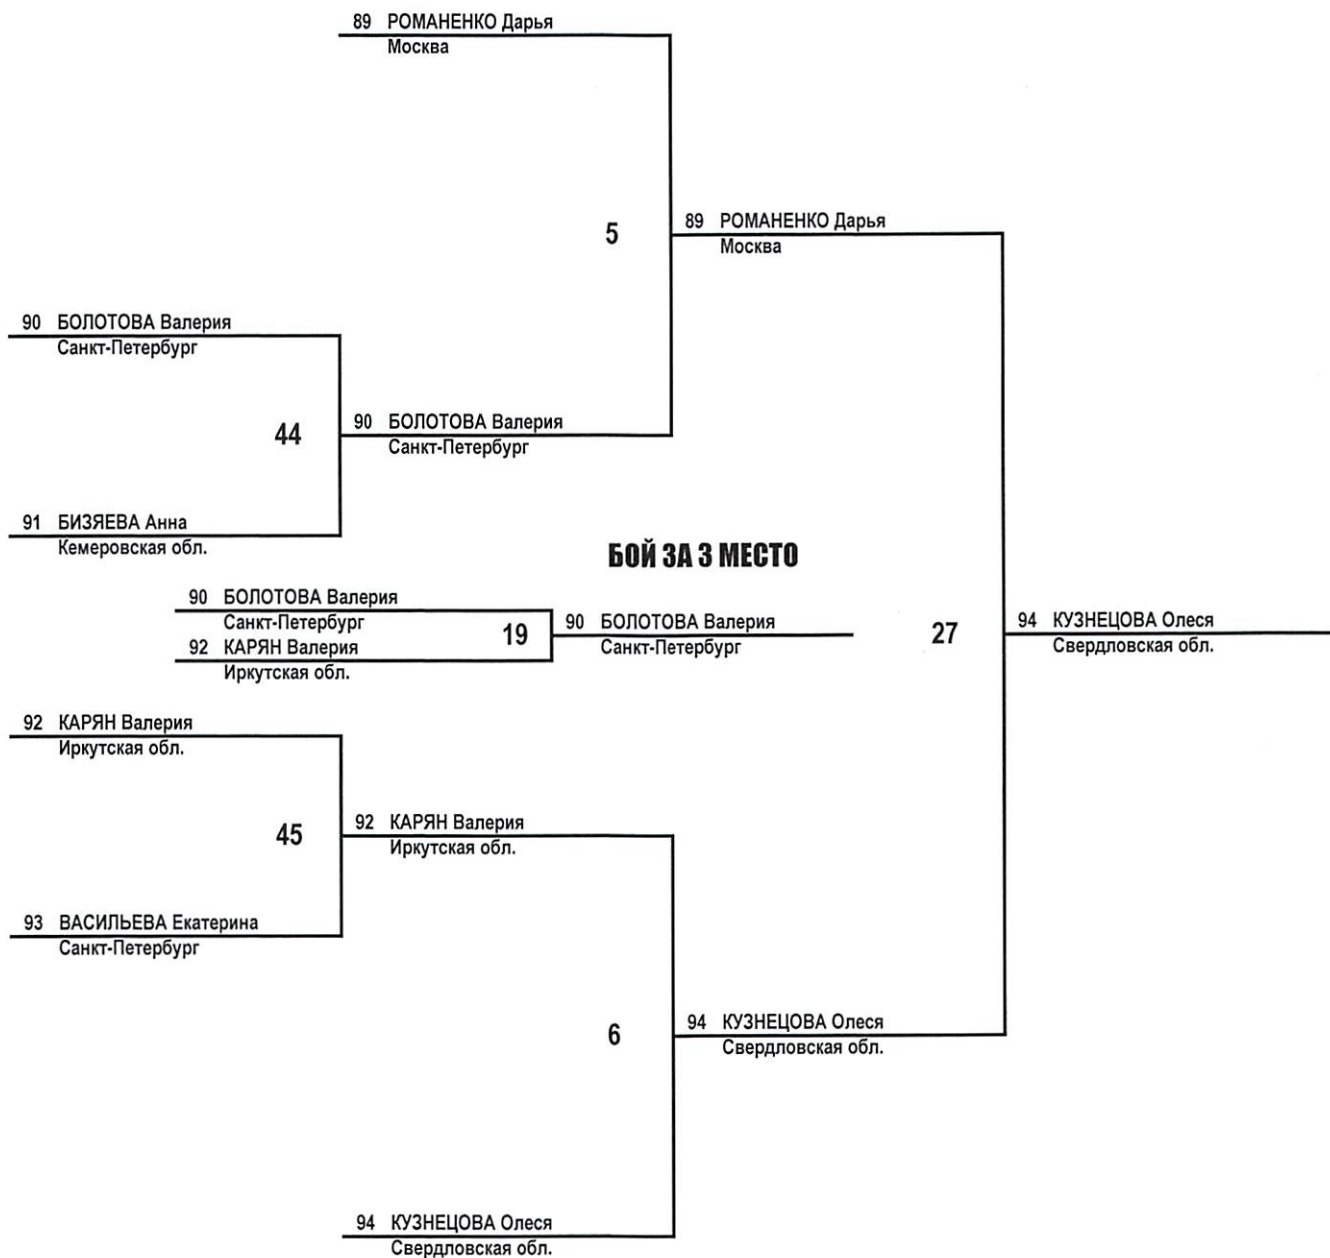 89 РОМАНЕНКО Дарья
Москва
5
89 РОМАНЕНКО Дарья
Москва
90 БОЛОТОВА Валерия
Санкт-Петербург
44
90 БОЛОТОВА Валерия
Санкт-Петербург
91 БИЗЯЕВА Анна
Кемеровская обл.
БОЙ ЗА 3 МЕСТО
90 БОЛОТОВА Валерия
Санкт-Петербург
19
90 БОЛОТОВА Валерия
Санкт-Петербург
92 КАРЯН Валерия
Иркутская обл.
27
94 КУЗНЕЦОВА Олеся
Свердловская обл.
92 КАРЯН Валерия
Иркутская обл.
45
92 КАРЯН Валерия
Иркутская обл.
93 ВАСИЛЬЕВА Екатерина
Санкт-Петербург
6
94 КУЗНЕЦОВА Олеся
Свердловская обл.
94 КУЗНЕЦОВА Олеся
Свердловская обл.